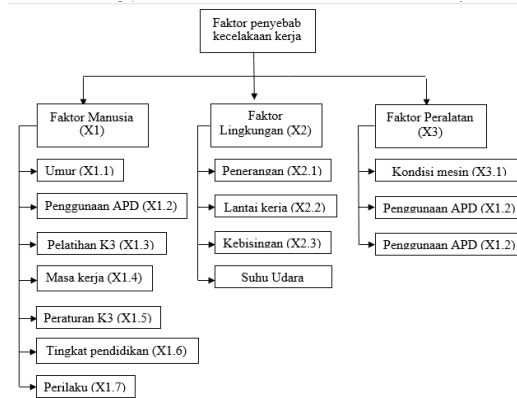 Faktor penyebab
kecelakaan kerja
Faktor Manusia
(X1)
Umur (X1.1)
Penggunaan APD (X1.2)
Pelatihan K3 (X1.3)
Masa kerja (X1.4)
Peraturan K3 (X1.5)
Tingkat pendidikan (X1.6)
Perilaku (X1.7)
Faktor
Lingkungan (X2)
Penerangan (X2.1)
Lantai kerja (X2.2)
Kebisingan (X2.3)
Suhu Udara
Faktor Peralatan
(X3)
Kondisi mesin (X3.1)
Penggunaan APD (X1.2)
Penggunaan APD (X1.2)